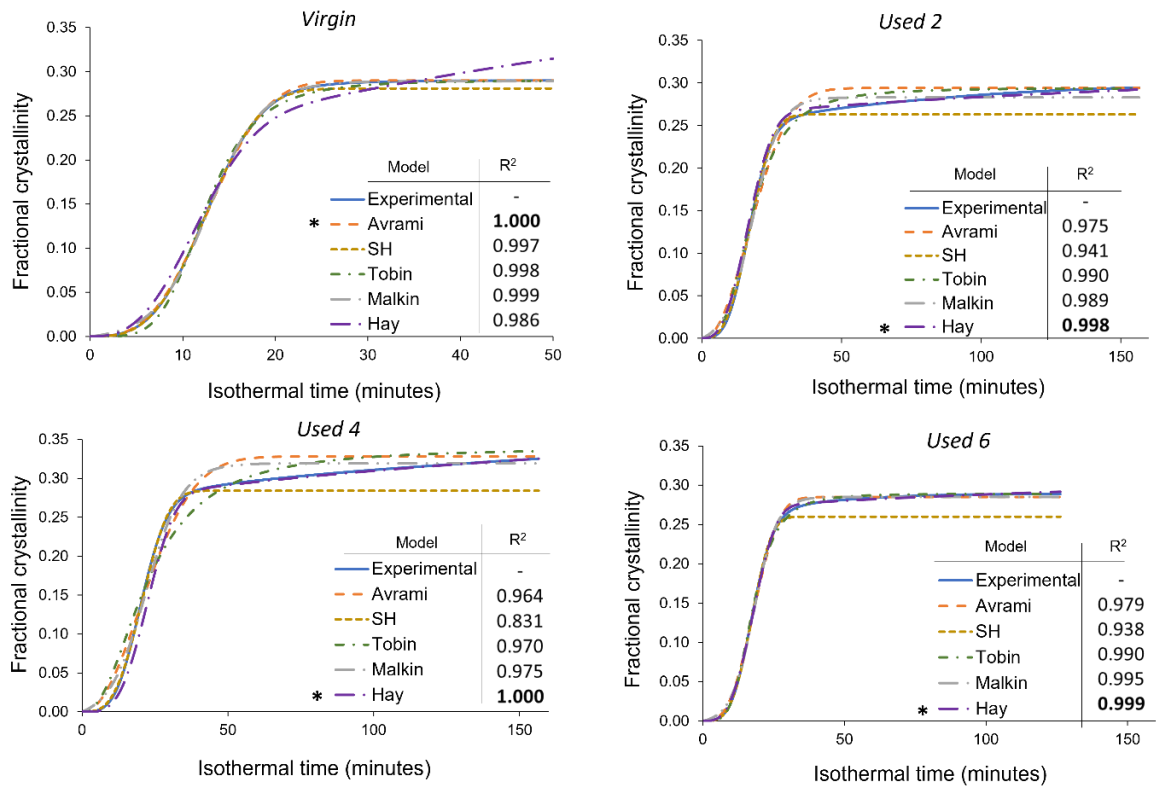 Virgin
0.35
0.30
0.25
0.20
0.15
0.10
0.05
0.00
Fractional crystallinity
Model R²
Experimental -
* Avrami 1.000
SH 0.997
Tobin 0.998
Malkin 0.999
Hay 0.986
0 10 20 30 40 50
Isothermal time (minutes)
Used 2
0.35
0.30
0.25
0.20
0.15
0.10
0.05
0.00
Fractional crystallinity
Model R²
Experimental -
Avrami 0.975
SH 0.941
Tobin 0.990
Malkin 0.989
* Hay 0.998
0 50 100 150
Isothermal time (minutes)
Used 4
0.35
0.30
0.25
0.20
0.15
0.10
0.05
0.00
Fractional crystallinity
Model R²
Experimental -
Avrami 0.964
SH 0.831
Tobin 0.970
Malkin 0.975
* Hay 1.000
0 50 100 150
Isothermal time (minutes)
Used 6
0.35
0.30
0.25
0.20
0.15
0.10
0.05
0.00
Fractional crystallinity
Model R²
Experimental -
Avrami 0.979
SH 0.938
Tobin 0.990
Malkin 0.995
* Hay 0.999
0 50 100 150
Isothermal time (minutes)